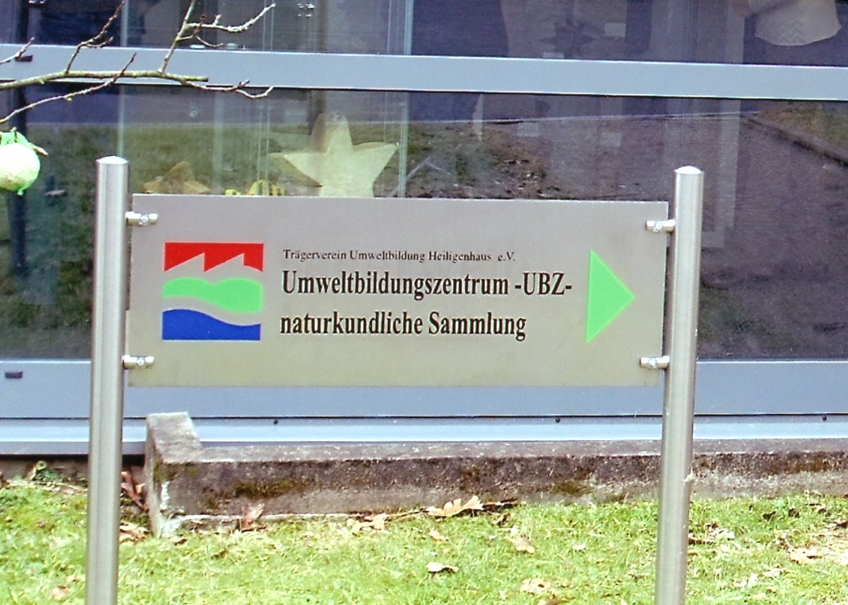 Trägerverein Umweltbildung Heiligenhaus e.V.
Umweltbildungszentrum -UBZ-
naturkundliche Sammlung